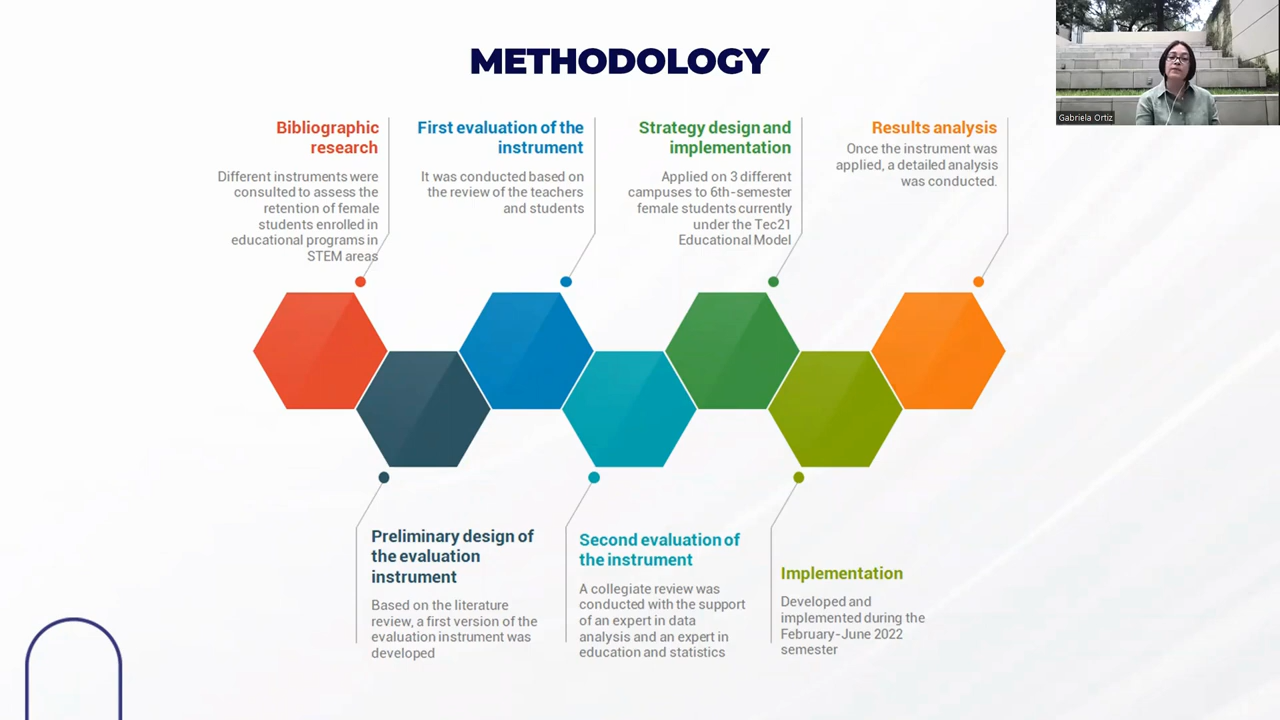 METHODOLOGY
Gabriela Ortiz
Bibliographic
research
Different instruments were
consulted to assess the
retention of female
students enrolled in
educational programs in
STEM areas
First evaluation of the
instrument
It was conducted based on
the review of the teachers
and students
Strategy design and
implementation
Applied on 3 different
campuses to 6th-semester
female students currently
under the Tec21
Educational Model
Results analysis
Once the instrument was
applied, a detailed analysis
was conducted.
Preliminary design of
the evaluation
instrument
Based on the literature
review, a first version of the
evaluation instrument was
developed
Second evaluation of
the instrument
A collegiate review was
conducted with the support
of an expert in data
analysis and an expert in
education and statistics
Implementation
Developed and
implemented during the
February-June 2022
semester